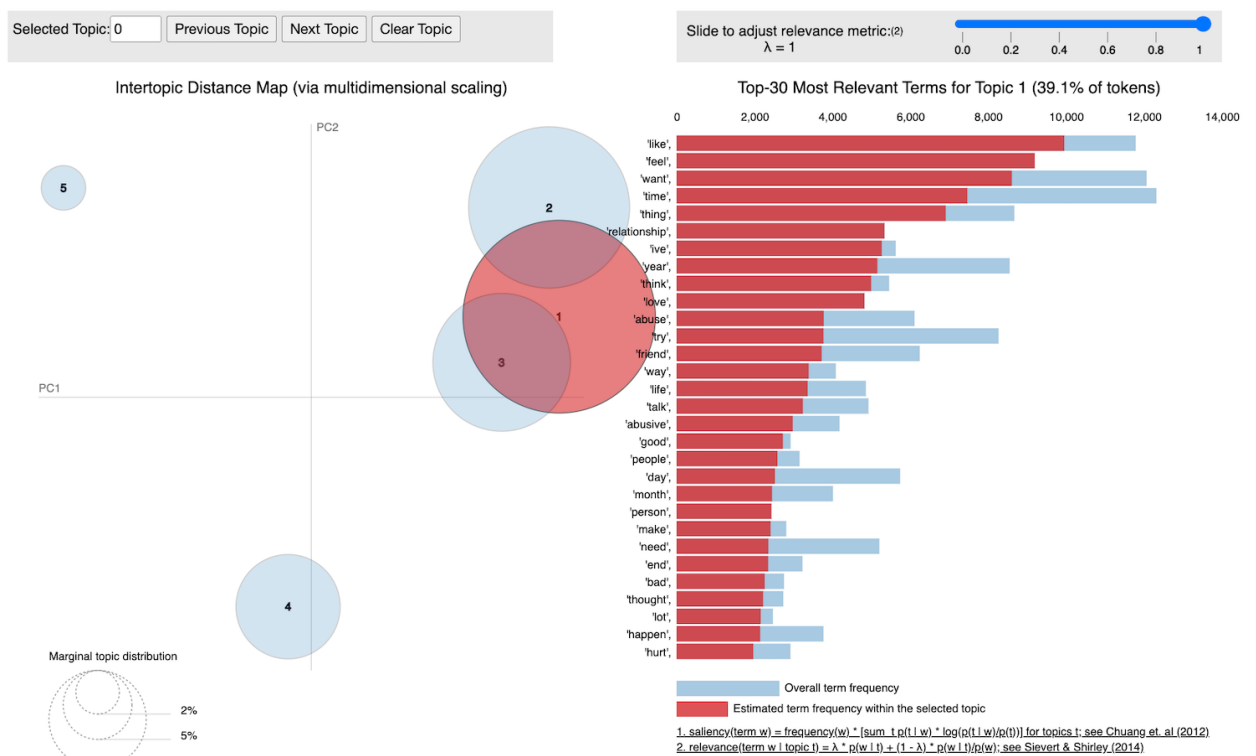 Selected Topic: 0 Previous Topic Next Topic Clear Topic
Slide to adjust relevance metric:(2)
λ = 1
0.0 0.2 0.4 0.6 0.8 1
Intertopic Distance Map (via multidimensional scaling)
PC2
PC1
5
2
1
3
4
Marginal topic distribution
2%
5%
Top-30 Most Relevant Terms for Topic 1 (39.1% of tokens)
0 2,000 4,000 6,000 8,000 10,000 12,000 14,000
'like',
'feel',
'want',
'time',
'thing',
'relationship',
'ive',
'year',
'think',
'love',
'abuse',
'try',
'friend',
'way',
'life',
'talk',
'abusive',
'good',
'people',
'day',
'month',
'person',
'make',
'need',
'end',
'bad',
'thought',
'lot',
'happen',
'hurt',
Overall term frequency
Estimated term frequency within the selected topic
1. saliency(term w) = frequency(w) * [sum_t p(t | w) * log(p(t | w)/p(t))] for topics t; see Chuang et. al (2012)
2. relevance(term w | topic t) = λ * p(w | t) + (1 - λ) * p(w | t)/p(w); see Sievert & Shirley (2014)